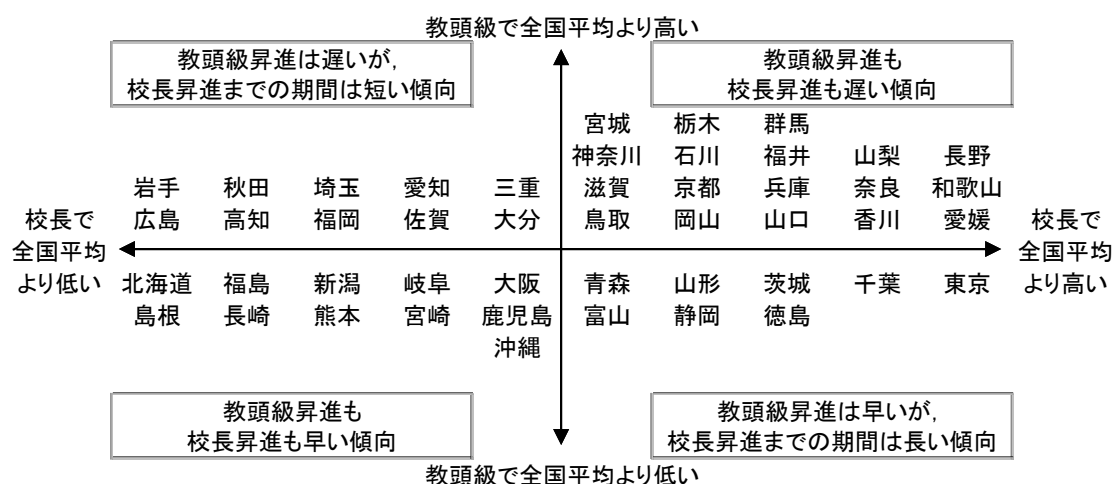 教頭級で全国平均より高い
教頭級昇進は遅いが,
校長昇進までの期間は短い傾向
教頭級昇進も
校長昇進も遅い傾向
宮城 栃木 群馬
神奈川 石川 福井 山梨 長野
岩手 秋田 埼玉 愛知 三重 滋賀 京都 兵庫 奈良 和歌山
広島 高知 福岡 佐賀 大分 鳥取 岡山 山口 香川 愛媛
校長で
全国平均
より低い
校長で
全国平均
より高い
北海道 福島 新潟 岐阜 大阪 青森 山形 茨城 千葉 東京
島根 長崎 熊本 宮崎 鹿児島 富山 静岡 徳島
沖縄
教頭級昇進も
校長昇進も早い傾向
教頭級昇進は早いが,
校長昇進までの期間は長い傾向
教頭級で全国平均より低い